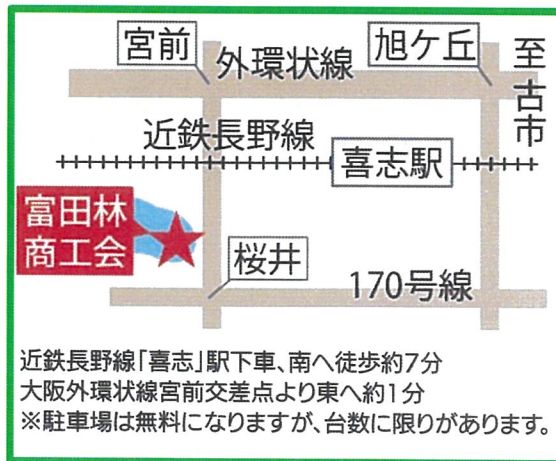 宮前
外環状線
旭ケ丘
至古市
近鉄長野線
喜志駅
富田林
商工会
桜井
170号線
近鉄長野線「喜志」駅下車、南へ徒歩約7分
大阪外環状線宮前交差点より東へ約1分
※駐車場は無料になりますが、台数に限りがあります。